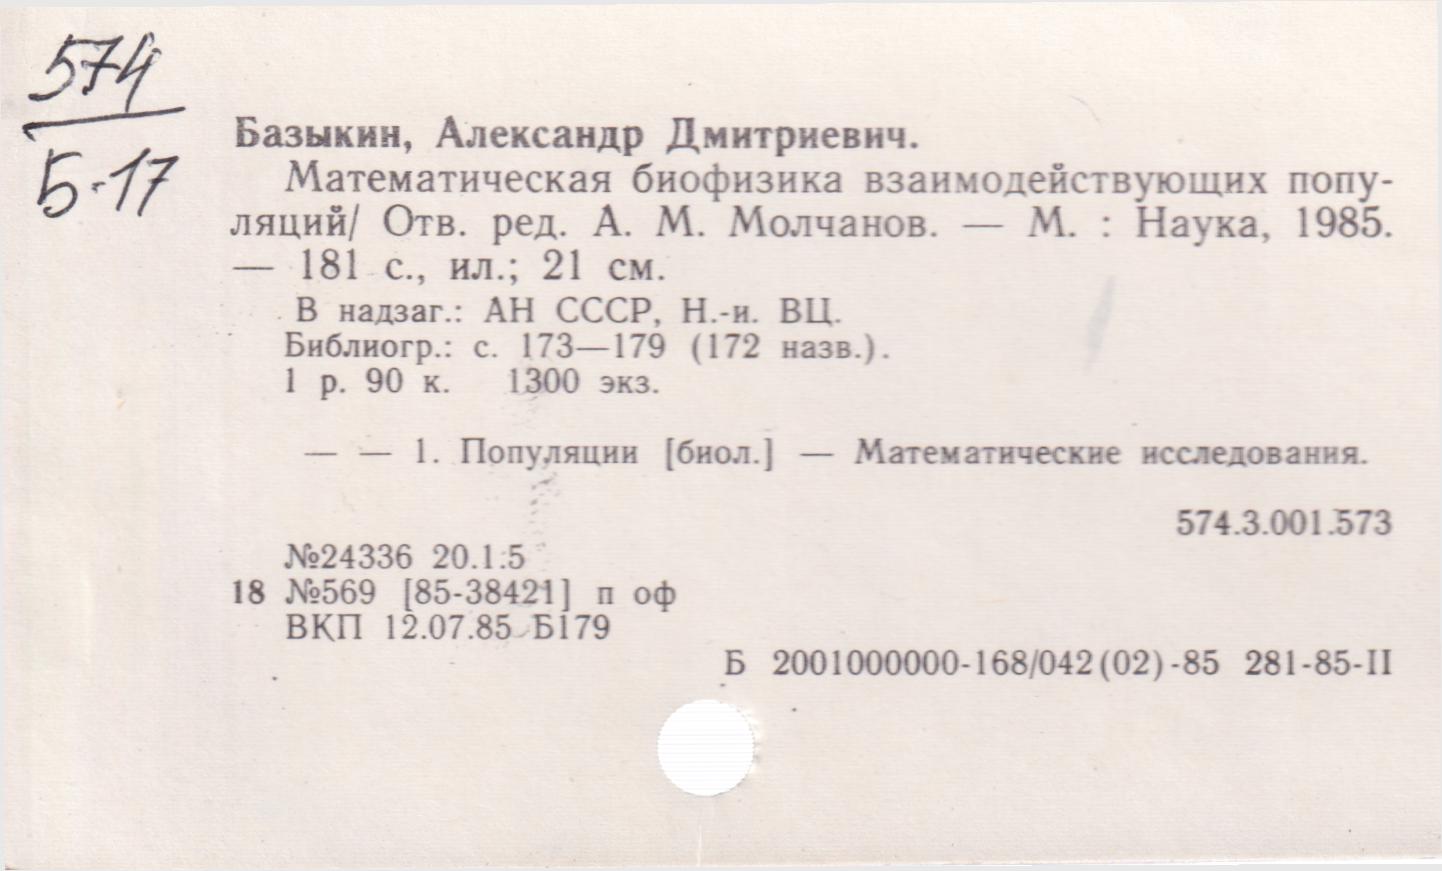 574
Б-17
Базыкин, Александр Дмитриевич.
Математическая биофизика взаимодействующих попу-
ляций/ Отв. ред. А. М. Молчанов. — М. : Наука, 1985.
— 181 с., ил.; 21 см.
В надзаг.: АН СССР, Н.-и. ВЦ.
Библиогр.: с. 173—179 (172 назв.).
1 р. 90 к. 1300 экз.
— — 1. Популяции [биол.] — Математические исследования.
574.3.001.573
№24336 20.1.5
18 №569 [85-38421] п оф
ВКП 12.07.85 Б179
Б 2001000000-168/042(02)-85 281-85-II